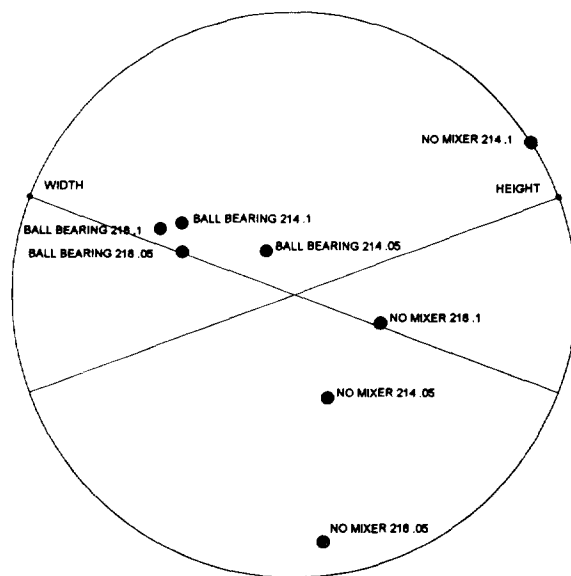 NO MIXER 214 .1
WIDTH
HEIGHT
BALL BEARING 214 .1
BALL BEARING 218 .1
BALL BEARING 214 .05
BALL BEARING 218 .05
NO MIXER 218 .1
NO MIXER 214 .05
NO MIXER 218 .05